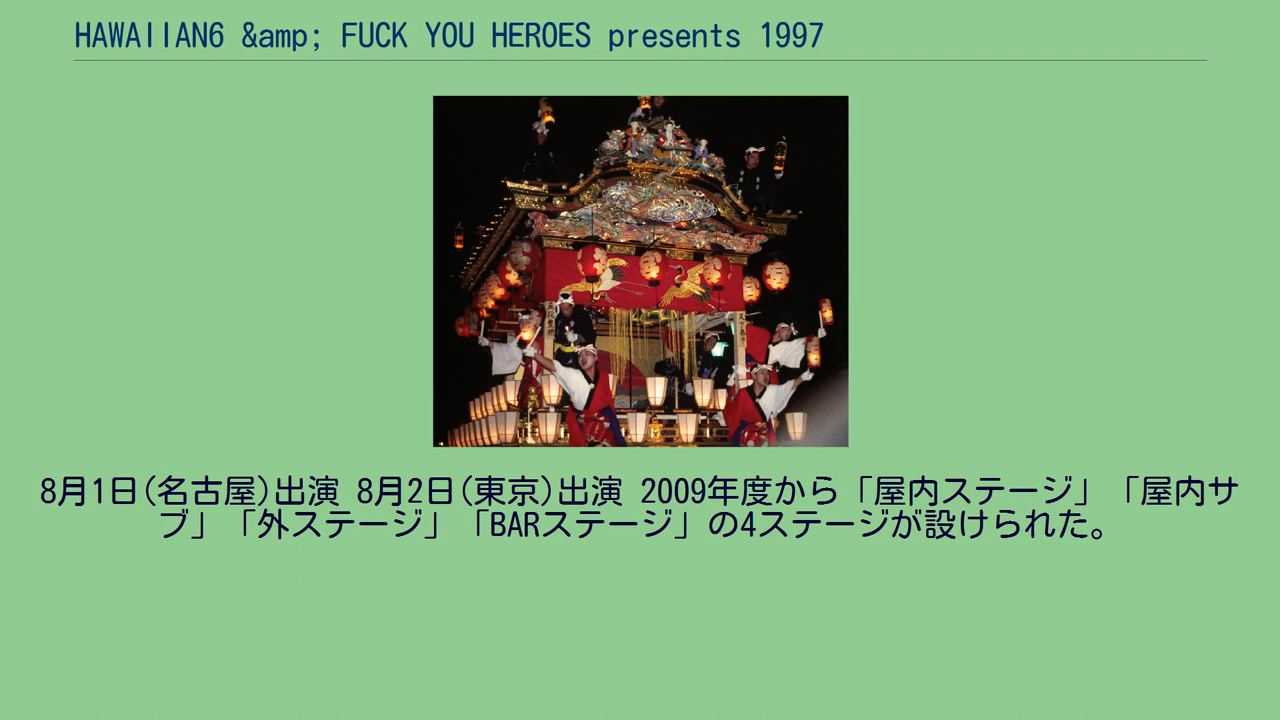 HAWAIIAN6 &amp; FUCK YOU HEROES presents 1997
8月1日(名古屋)出演 8月2日(東京)出演 2009年度から「屋内ステージ」「屋内サ
ブ」「外ステージ」「BARステージ」の4ステージが設けられた。